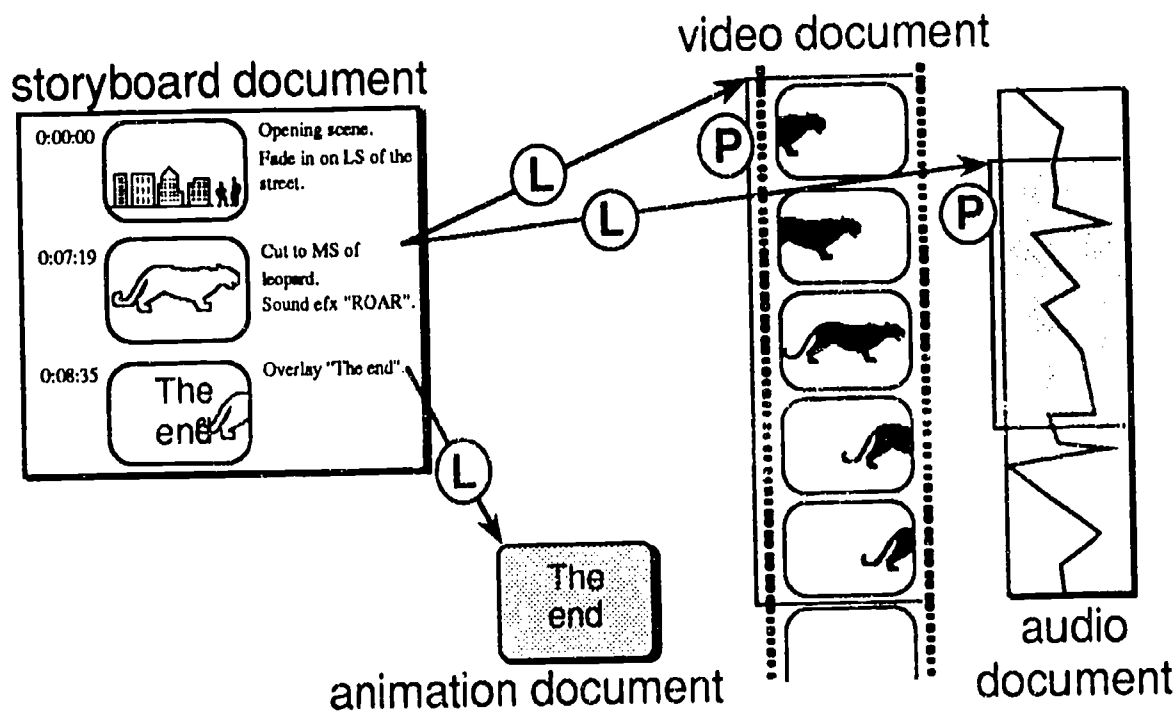 video document
storyboard document
0:00:00
Opening scene.
Fade in on LS of the
street.
0:07:19
Cut to MS of
leopard.
Sound efx "ROAR".
0:08:35
The
end
Overlay "The end".
L
L
L
P
P
The
end
animation document
audio
document